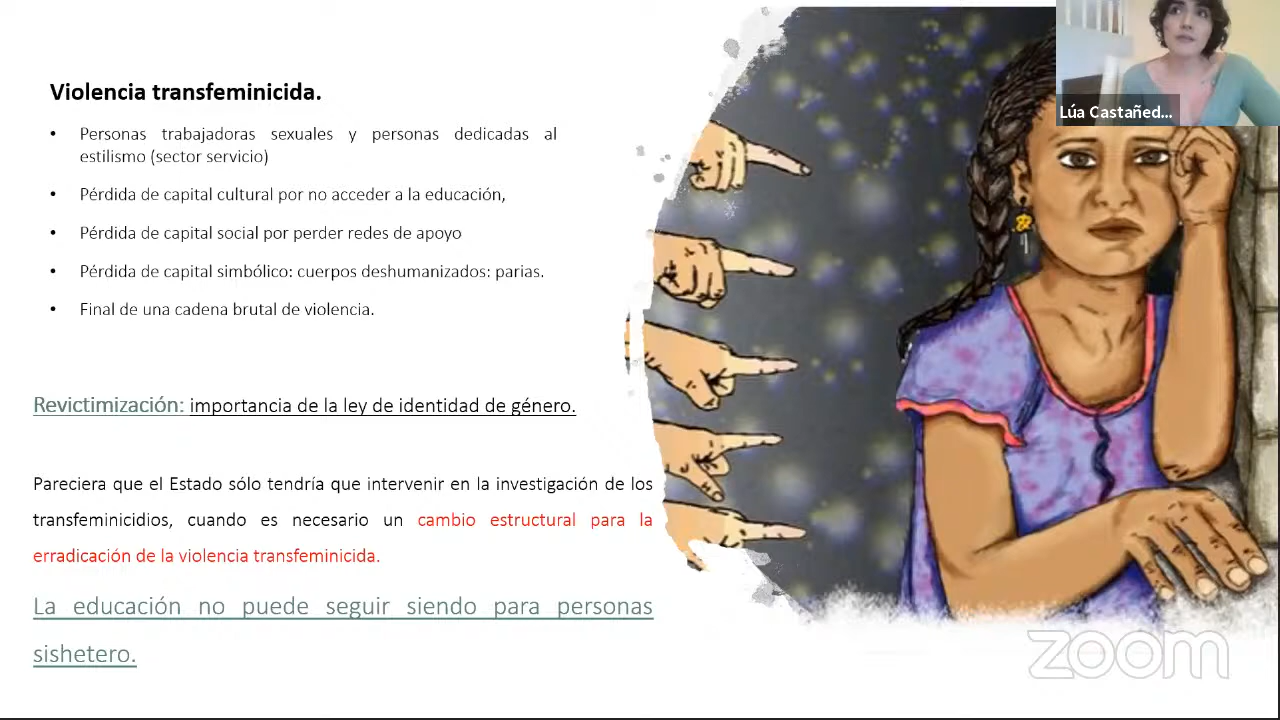 Violencia transfeminicida.
• Personas trabajadoras sexuales y personas dedicadas al
estilismo (sector servicio)
• Pérdida de capital cultural por no acceder a la educación,
• Pérdida de capital social por percer redes de apoyo
• Pérdida de capital simbólico: cuerpos deshumanizados: parias.
• Final de una cadena brutal de violencia.
Revictimización: importancia de la ley de identidad de género.
Pareciera que el Estado sólo tendría que intervenir en la investigación de los
transfeminicidios, cuando es necesario un cambio estructural para la
erradicación de la violencia transfeminicida.
La educación no puede seguir siendo para personas
sishetero.
Lúa Castañed...
zoom